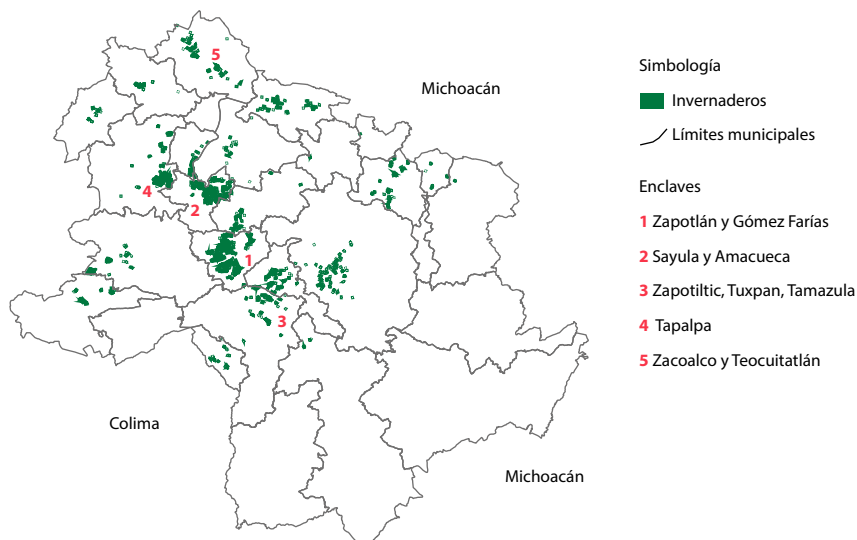 Michoacán
Colima
Michoacán
5
4
2
1
3
Simbología
Invernaderos
Límites municipales
Enclaves
1 Zapotlán y Gómez Farías
2 Sayula y Amacueca
3 Zapotiltic, Tuxpan, Tamazula
4 Tapalpa
5 Zacoalco y Teocuitatlán